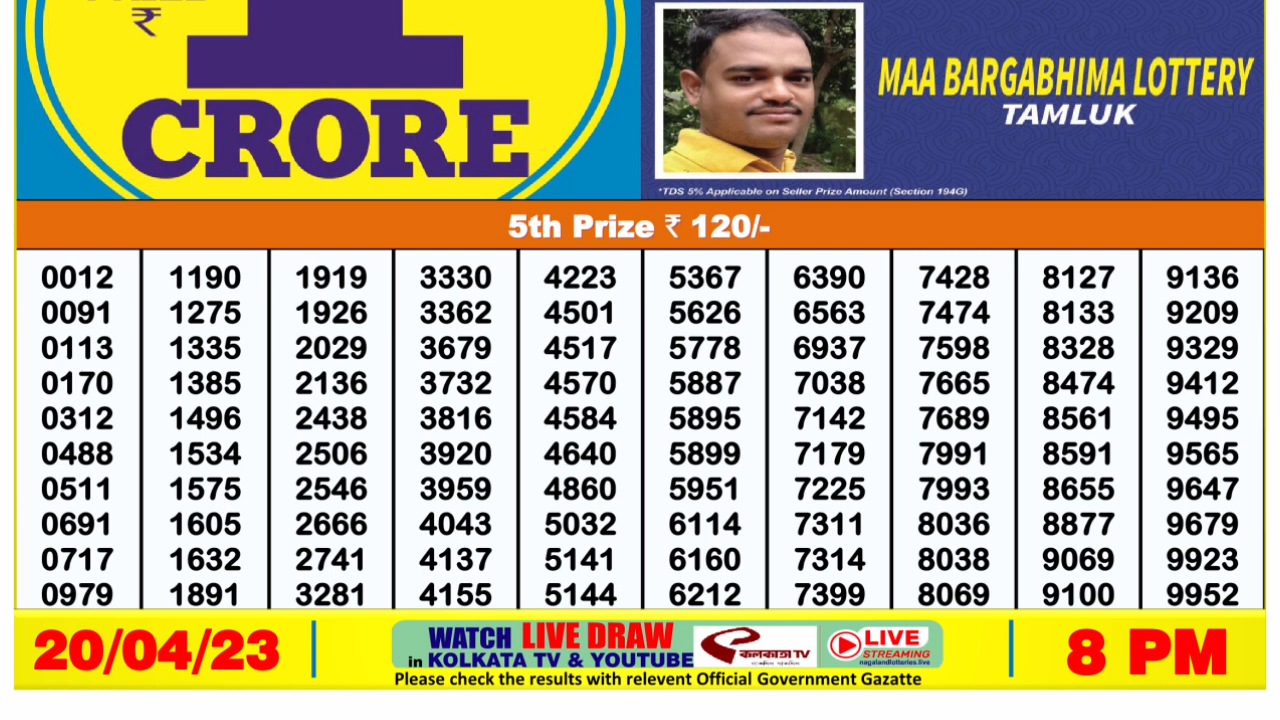 ₹
1
CRORE
MAA BARGABHIMA LOTTERY
TAMLUK
*TDS 5% Applicable on Seller Prize Amount (Section 194G)
5th Prize ₹ 120/-
0012 1190 1919 3330 4223 5367 6390 7428 8127 9136
0091 1275 1926 3362 4501 5626 6563 7474 8133 9209
0113 1335 2029 3679 4517 5778 6937 7598 8328 9329
0170 1385 2136 3732 4570 5887 7038 7665 8474 9412
0312 1496 2438 3816 4584 5895 7142 7689 8561 9495
0488 1534 2506 3920 4640 5899 7179 7991 8591 9565
0511 1575 2546 3959 4860 5951 7225 7993 8655 9647
0691 1605 2666 4043 5032 6114 7311 8036 8877 9679
0717 1632 2741 4137 5141 6160 7314 8038 9069 9923
0979 1891 3281 4155 5144 6212 7399 8069 9100 9952
20/04/23
WATCH LIVE DRAW
in KOLKATA TV & YOUTUBE
কলকাতা TV
LIVE
STREAMING
nagalandlotteries.live
8 PM
Please check the results with relevent Official Government Gazatte